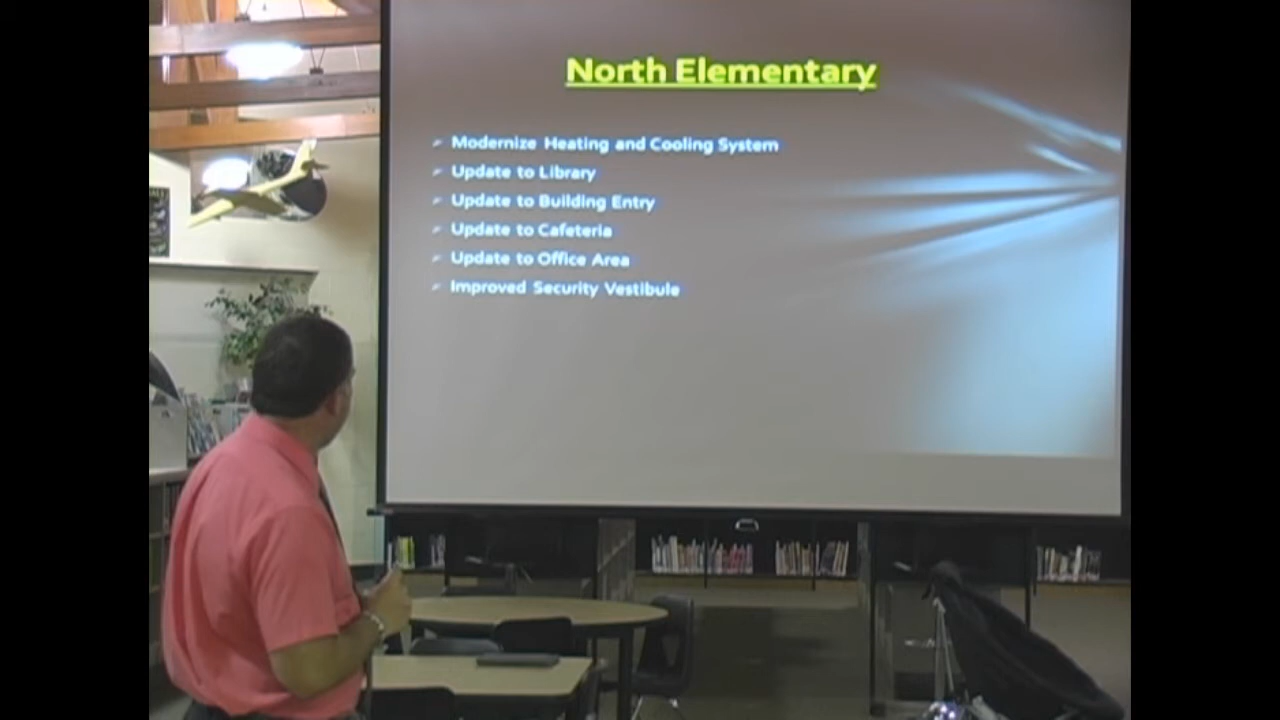 North Elementary
Modernize Heating and Cooling System
Update to Library
Update to Building Entry
Update to Cafeteria
Update to Office Area
Improved Security Vestibule